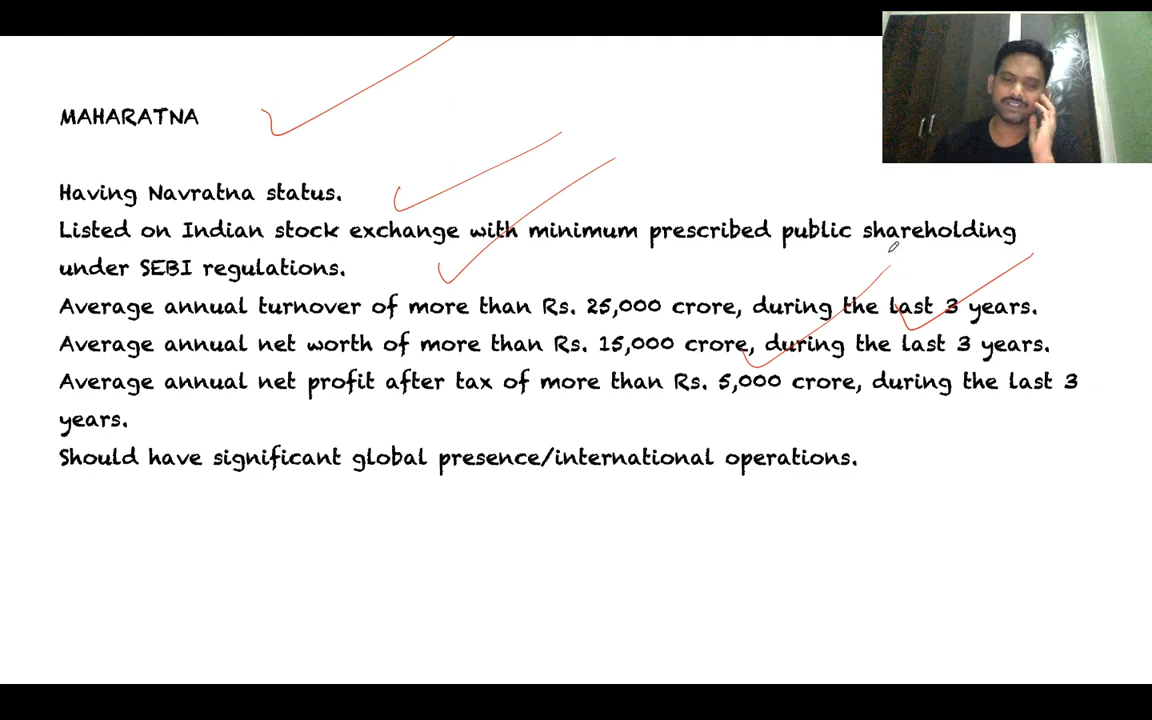 MAHARATNA
Having Navratna status.
Listed on Indian stock exchange with minimum prescribed public shareholding
under SEBI regulations.
Average annual turnover of more than Rs. 25,000 crore, during the last 3 years.
Average annual net worth of more than Rs. 15,000 crore, during the last 3 years.
Average annual net profit after tax of more than Rs. 5,000 crore, during the last 3
years.
Should have significant global presence/international operations.